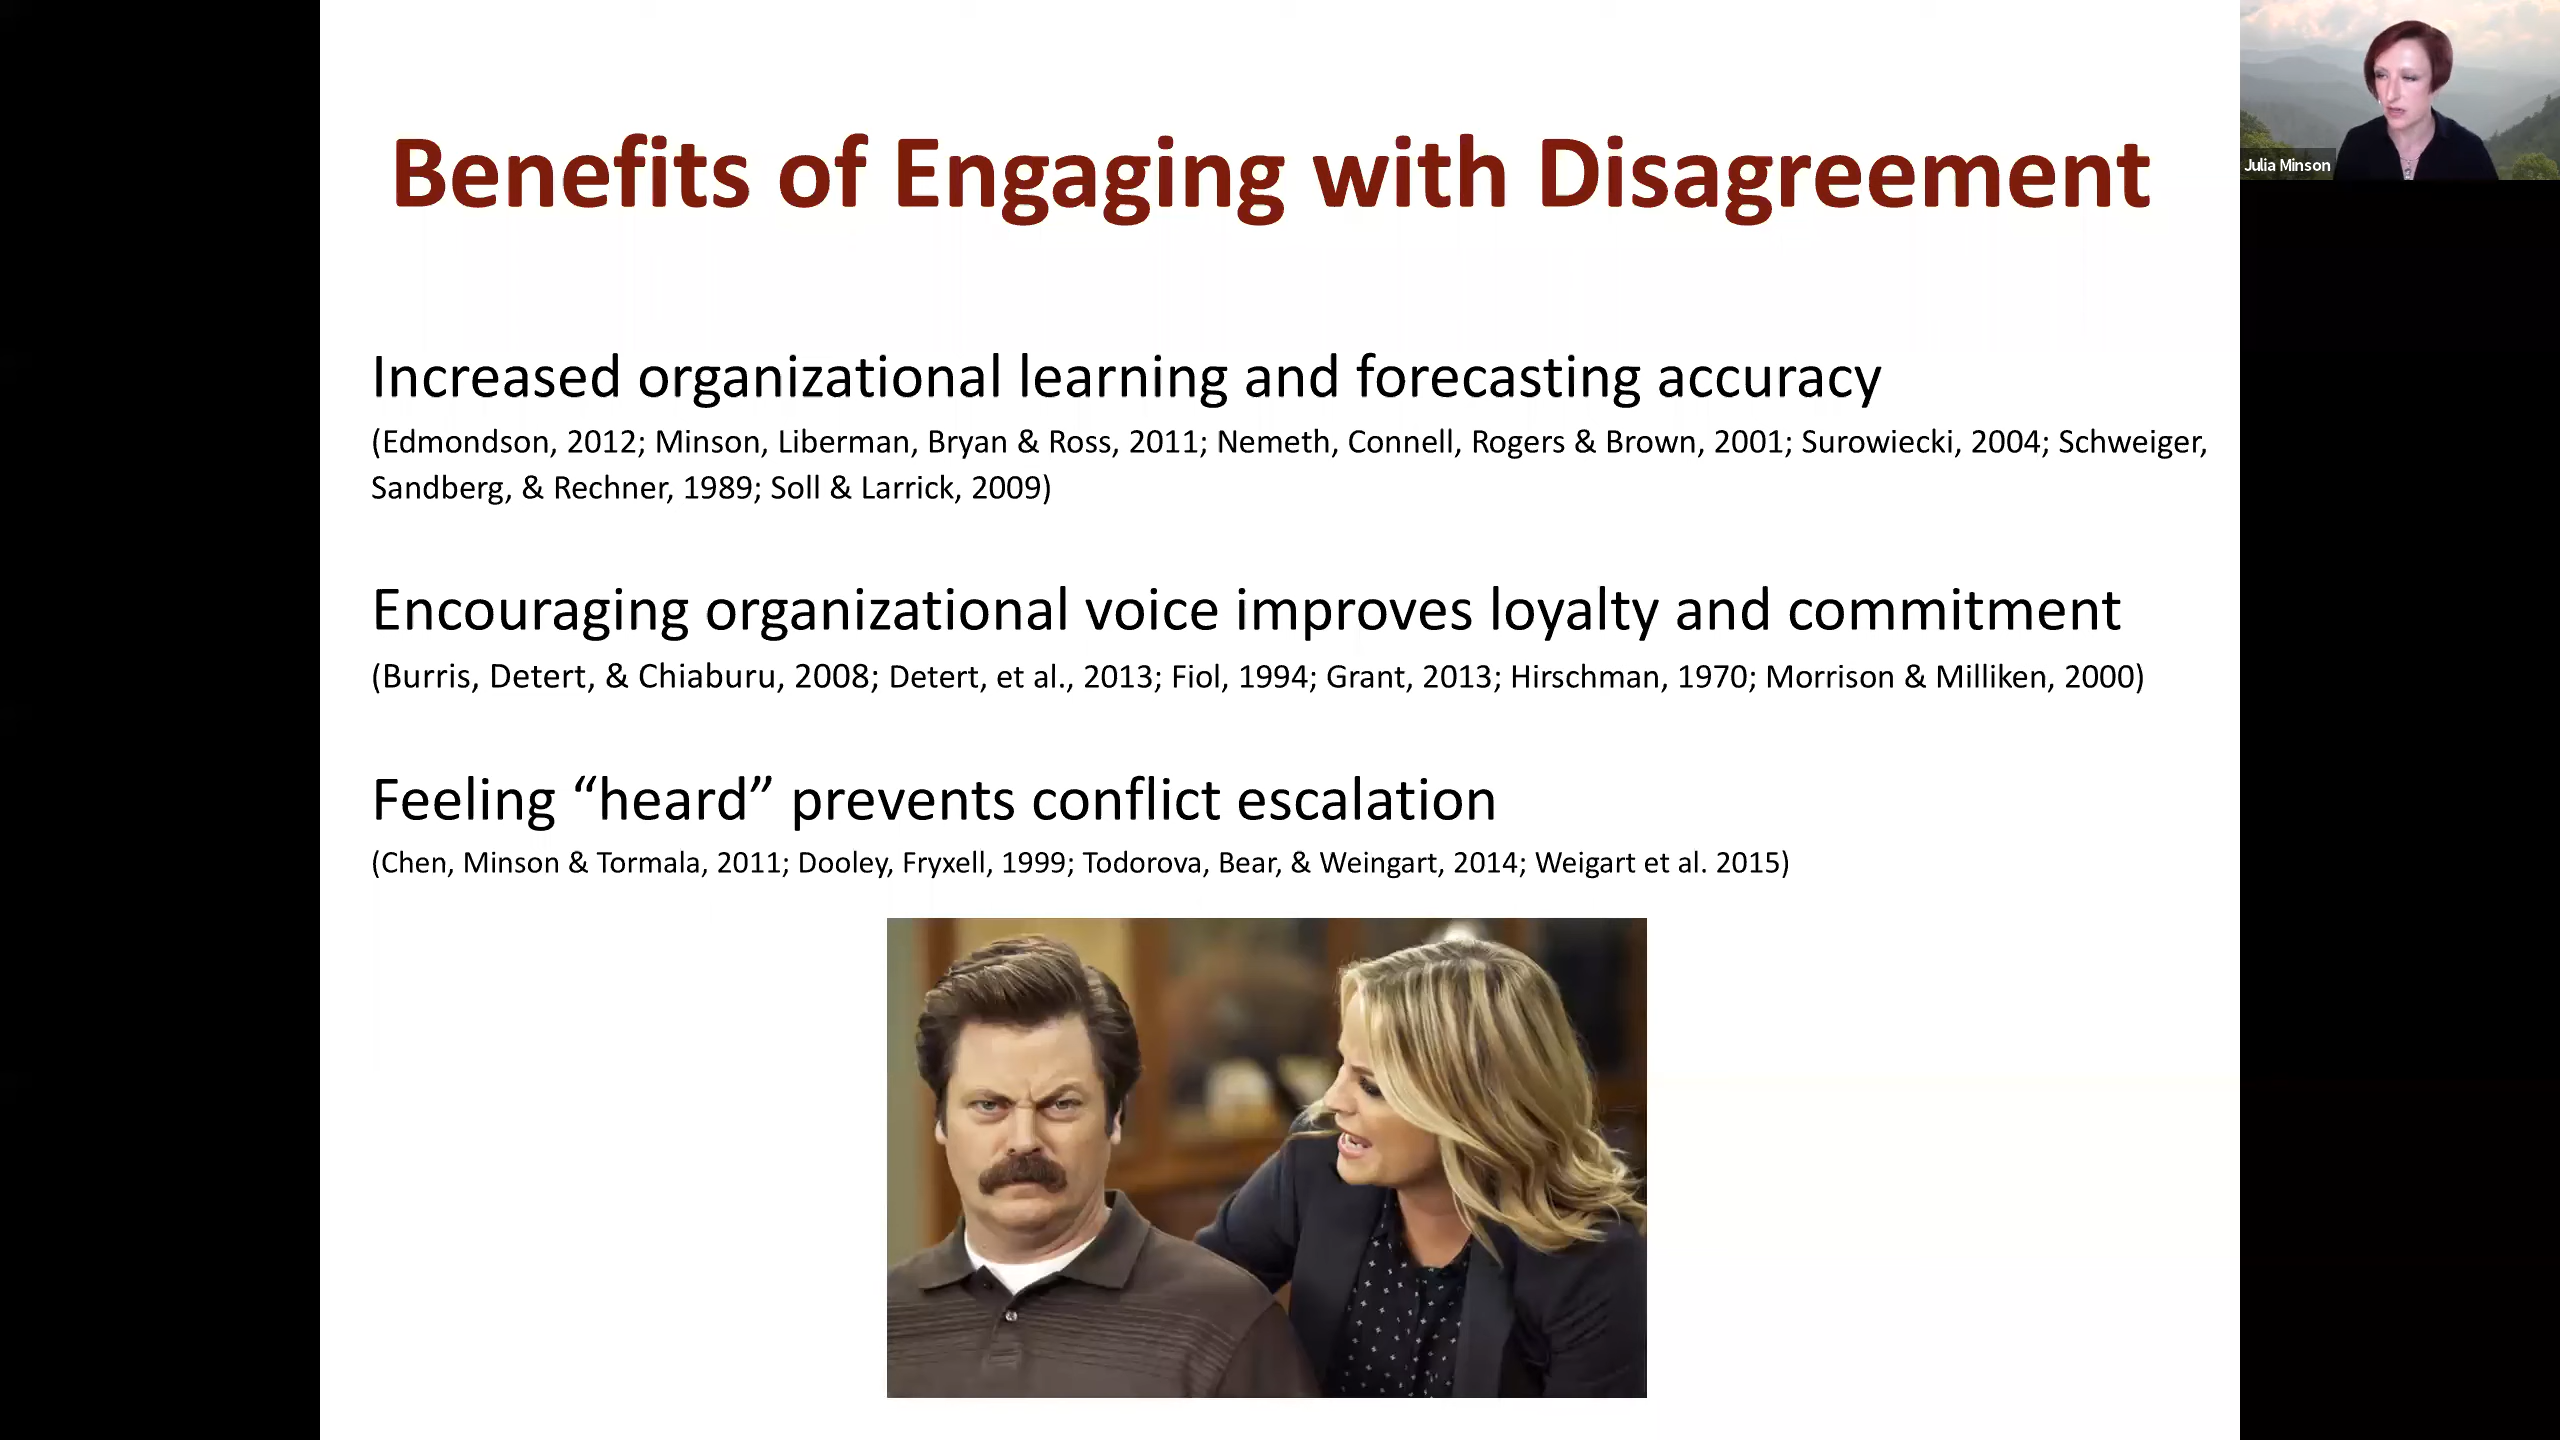 Benefits of Engaging with Disagreement
Julia Minson
Increased organizational learning and forecasting accuracy
(Edmondson, 2012; Minson, Liberman, Bryan & Ross, 2011; Nemeth, Connell, Rogers & Brown, 2001; Surowiecki, 2004; Schweiger,
Sandberg, & Rechner, 1989; Soll & Larrick, 2009)
Encouraging organizational voice improves loyalty and commitment
(Burris, Detert, & Chiaburu, 2008; Detert, et al., 2013; Fiol, 1994; Grant, 2013; Hirschman, 1970; Morrison & Milliken, 2000)
Feeling “heard” prevents conflict escalation
(Chen, Minson & Tormala, 2011; Dooley, Fryxell, 1999; Todorova, Bear, & Weingart, 2014; Weigart et al. 2015)